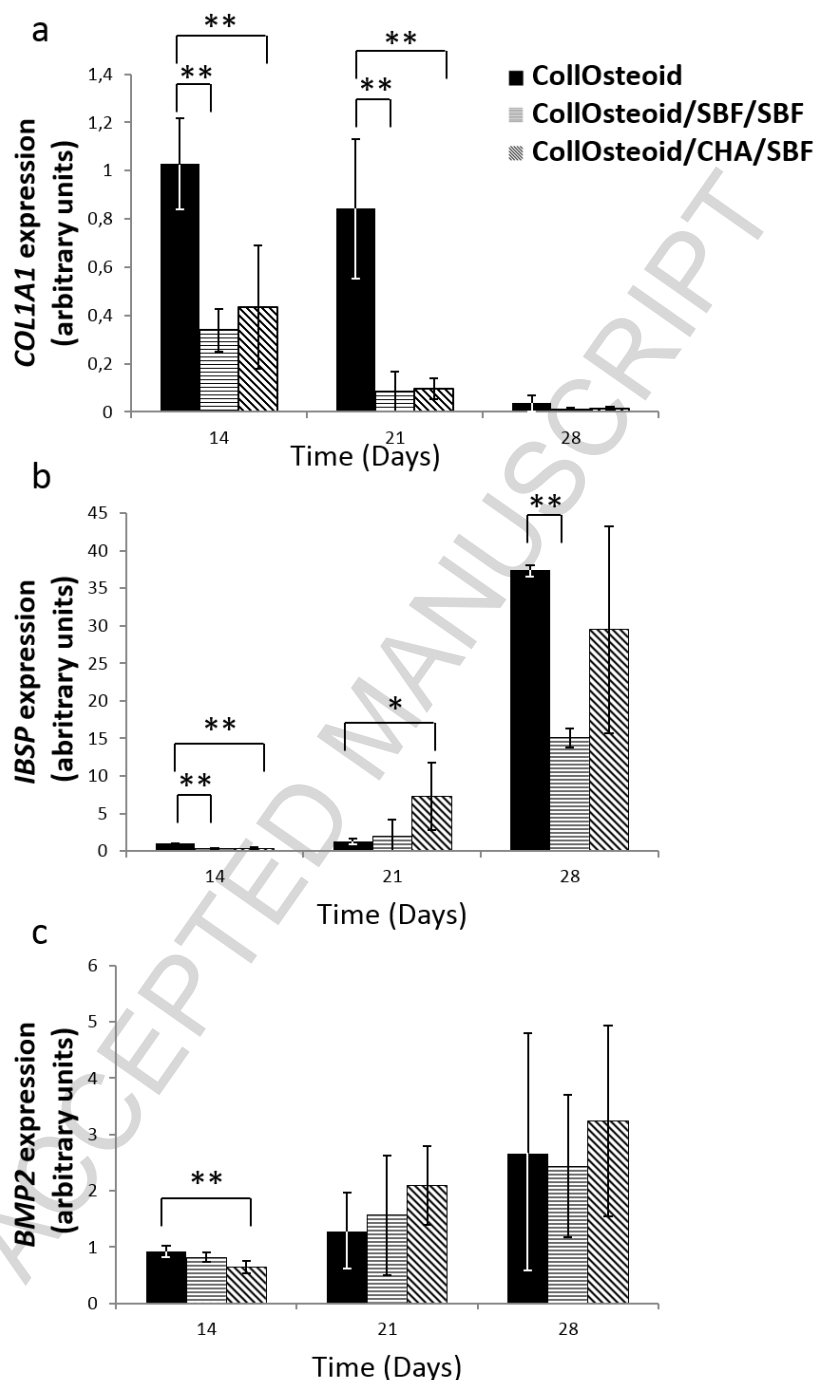 a
**
**
**
**
CollOsteoid
CollOsteoid/SBF/SBF
CollOsteoid/CHA/SBF
COL1A1 expression
(arbitrary units)
1,4
1,2
1
0,8
0,6
0,4
0,2
0
14
21
28
Time (Days)
b
IBSP expression
(abritrary units)
45
40
35
30
25
20
15
10
5
0
**
**
*
**
14
21
28
Time (Days)
c
BMP2 expression
(arbitrary units)
6
5
4
3
2
1
0
**
14
21
28
Time (Days)
ACCEPTED MANUSCRIPT